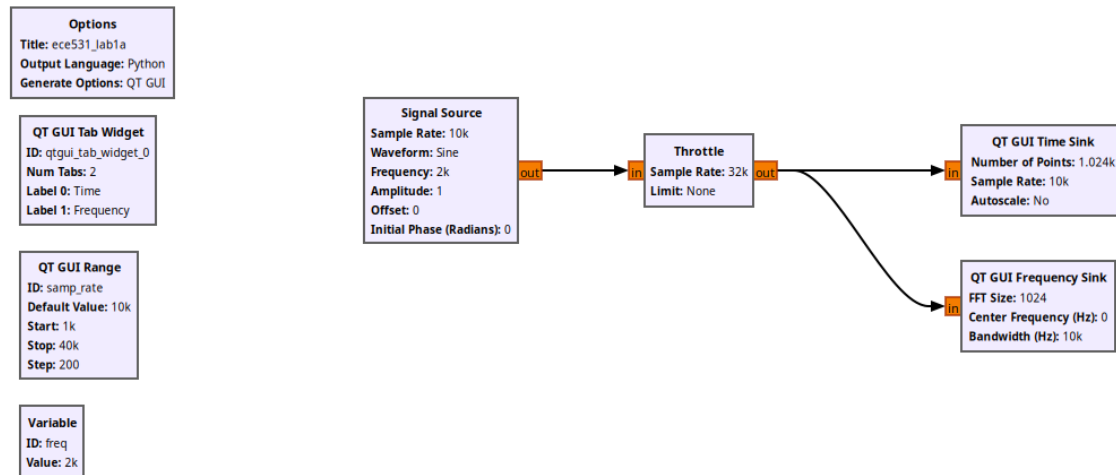 Options
Title: ece531_lab1a
Output Language: Python
Generate Options: QT GUI
QT GUI Tab Widget
ID: qtgui_tab_widget_0
Num Tabs: 2
Label 0: Time
Label 1: Frequency
QT GUI Range
ID: samp_rate
Default Value: 10k
Start: 1k
Stop: 40k
Step: 200
Variable
ID: freq
Value: 2k
Signal Source
Sample Rate: 10k
Waveform: Sine
Frequency: 2k
Amplitude: 1
Offset: 0
Initial Phase (Radians): 0
out
in
Throttle
Sample Rate: 32k
Limit: None
out
in
QT GUI Time Sink
Number of Points: 1.024k
Sample Rate: 10k
Autoscale: No
in
QT GUI Frequency Sink
FFT Size: 1024
Center Frequency (Hz): 0
Bandwidth (Hz): 10k